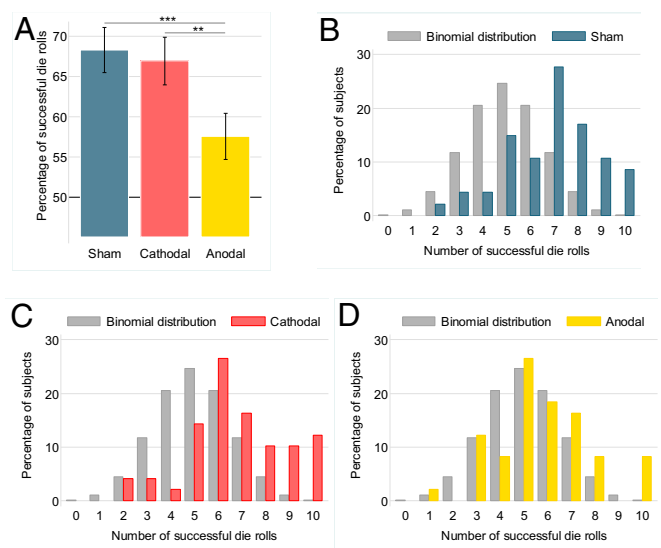 A
Percentage of successful die rolls
***
**
70
65
60
55
50
Sham Cathodal Anodal
B
Binomial distribution Sham
Percentage of subjects
30
20
10
0
0 1 2 3 4 5 6 7 8 9 10
Number of successful die rolls
C
Binomial distribution Cathodal
Percentage of subjects
30
20
10
0
0 1 2 3 4 5 6 7 8 9 10
Number of successful die rolls
D
Binomial distribution Anodal
Percentage of subjects
30
20
10
0
0 1 2 3 4 5 6 7 8 9 10
Number of successful die rolls